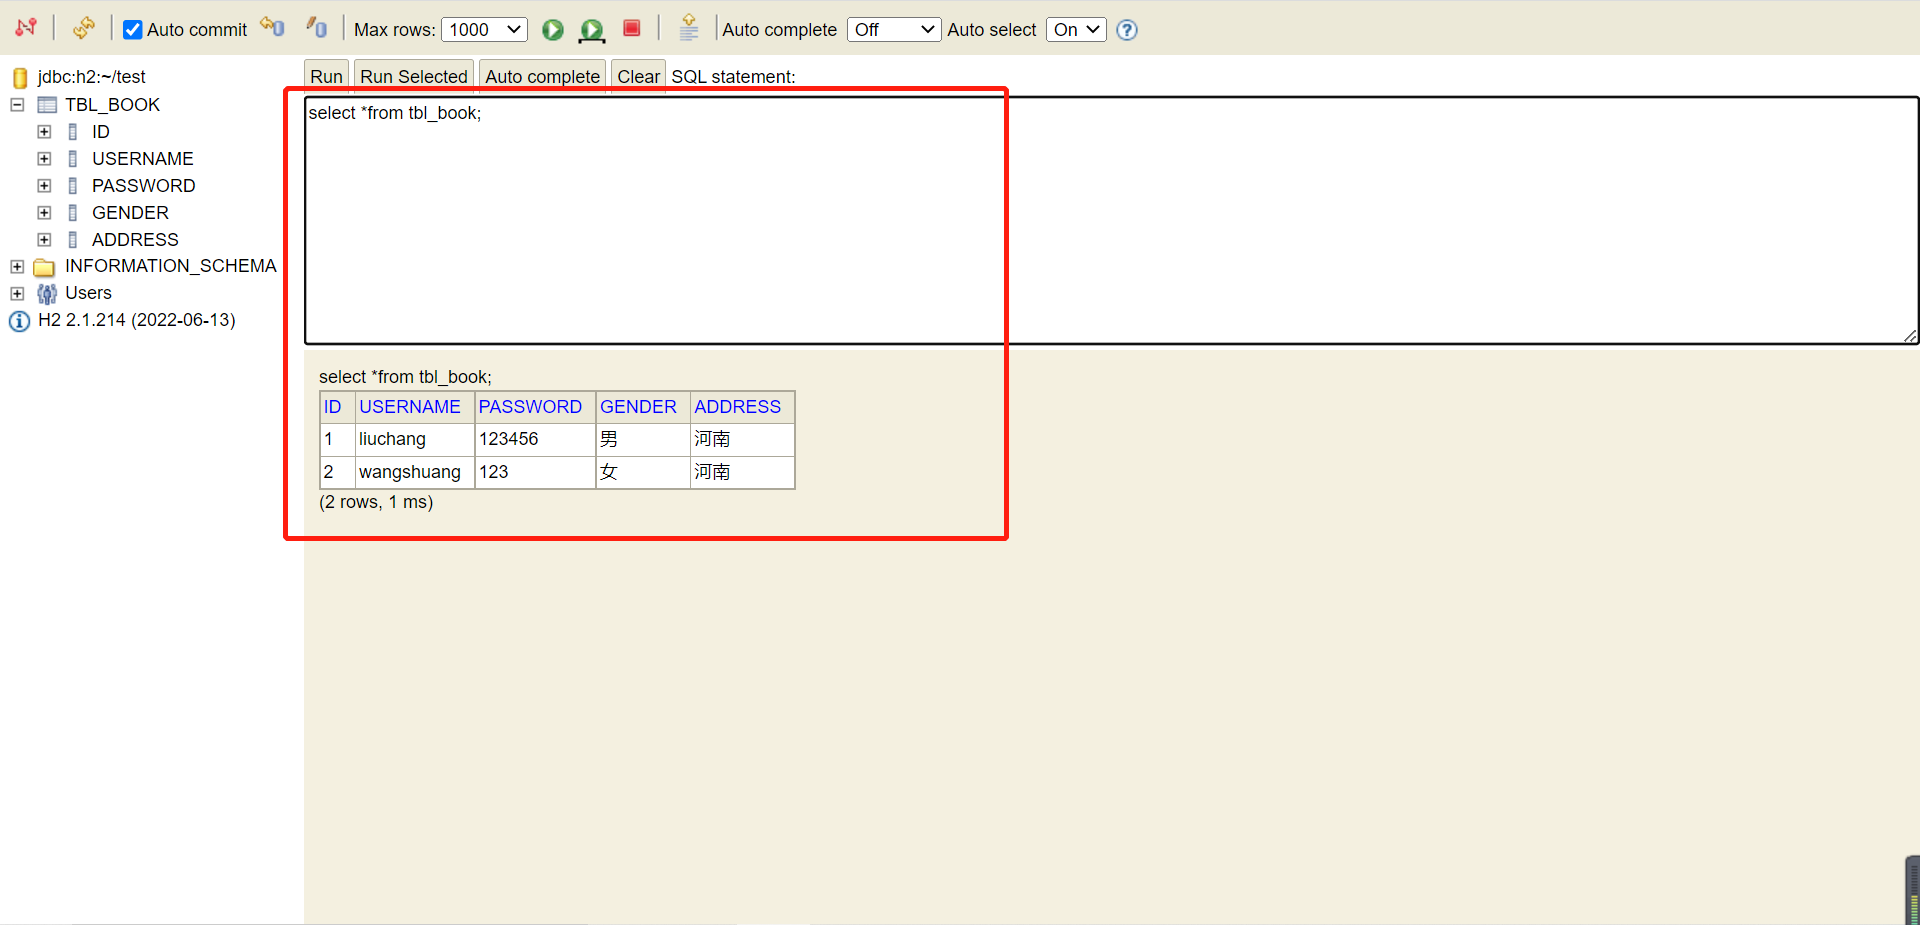 Auto commit Max rows: 1000 Auto complete Off Auto select On
jdbc:h2:~/test
TBL_BOOK
ID
USERNAME
PASSWORD
GENDER
ADDRESS
INFORMATION_SCHEMA
Users
H2 2.1.214 (2022-06-13)
Run Run Selected Auto complete Clear SQL statement:
select *from tbl_book;
select *from tbl_book;
ID USERNAME PASSWORD GENDER ADDRESS
1 liuchang 123456 男 河南
2 wangshuang 123 女 河南
(2 rows, 1 ms)